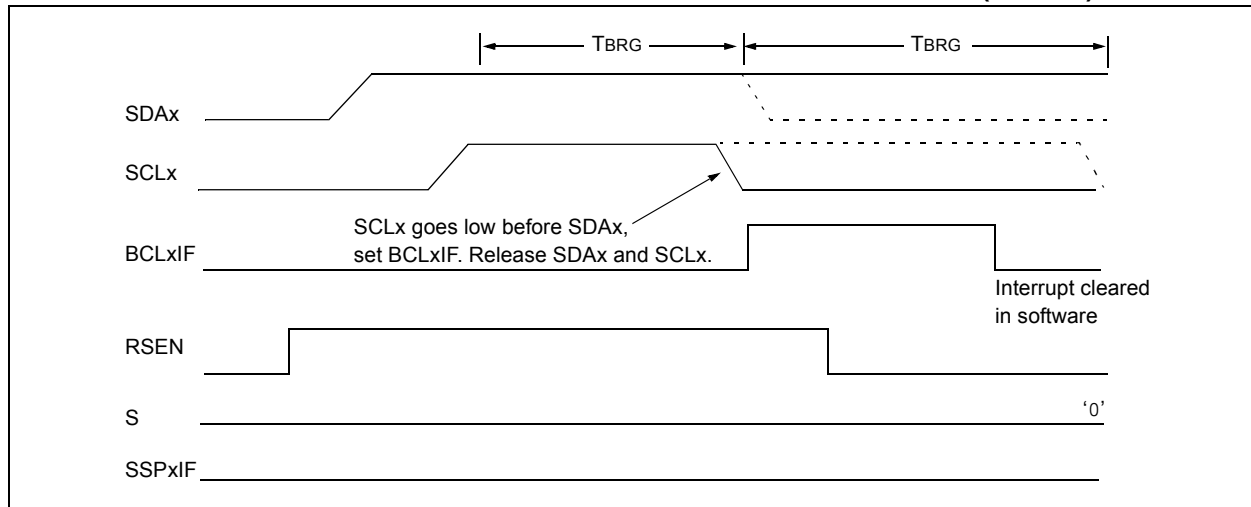 TBRG
TBRG
SDAx
SCLx
SCLx goes low before SDAx,
set BCLxIF. Release SDAx and SCLx.
BCLxIF
Interrupt cleared
in software
RSEN
S
‘0’
SSPxIF